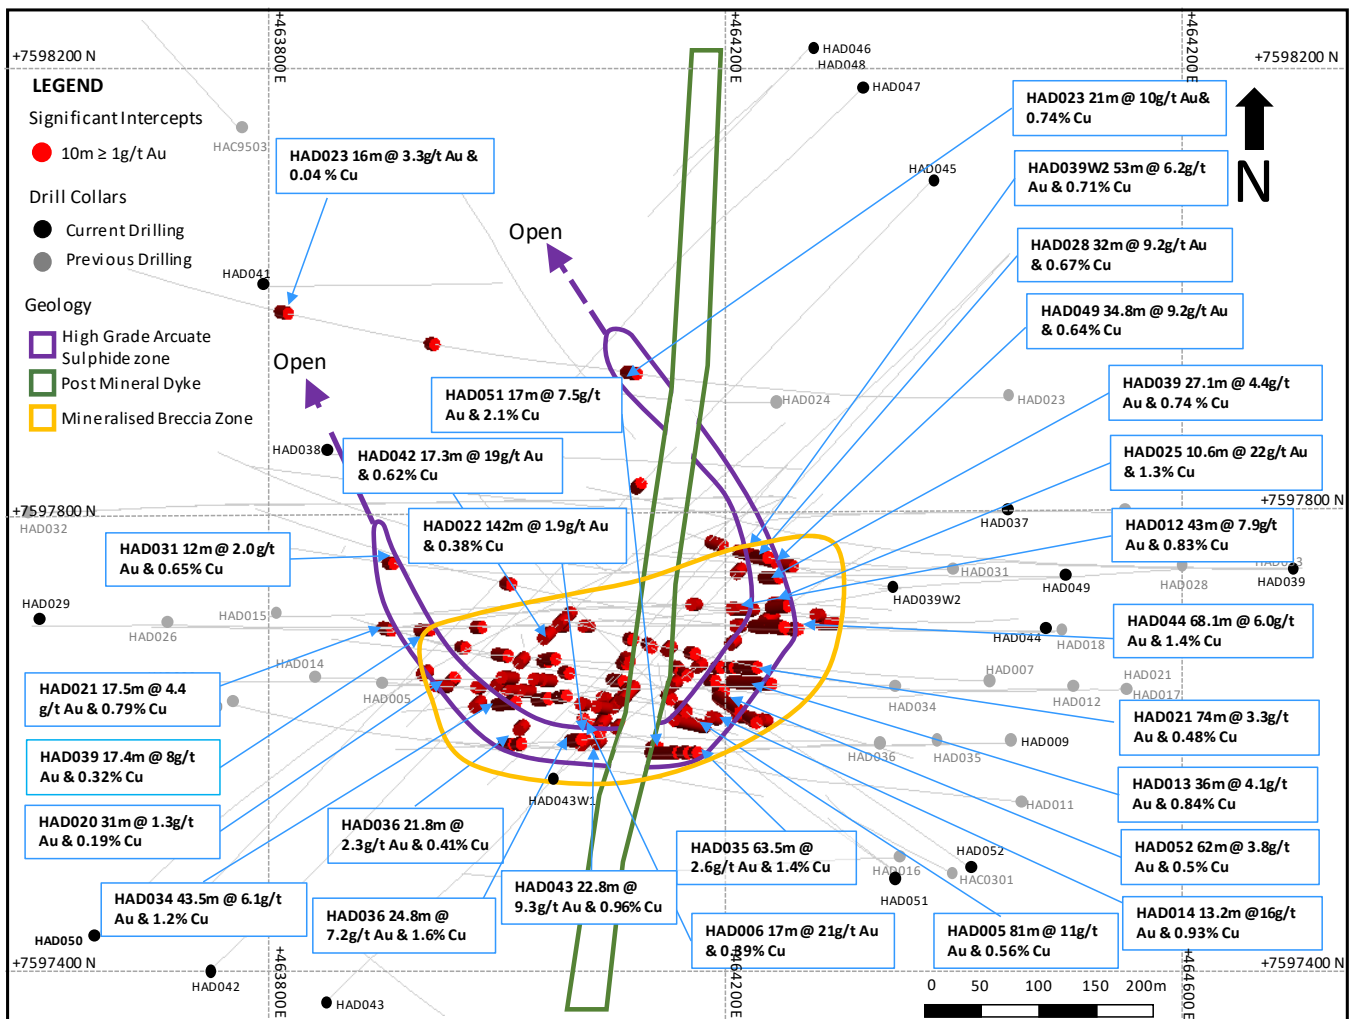 +463800 E
+464200 E
+464200 E
+7598200 N
+7598200 N
HAD046
HAD048
HAD047
LEGEND
Significant Intercepts
10m ≥ 1g/t Au
Drill Collars
Current Drilling
Previous Drilling
Geology
High Grade Arcuate
Sulphide zone
Post Mineral Dyke
Mineralised Breccia Zone
HAC9503
HAD023 16m @ 3.3g/t Au &
0.04 % Cu
HAD023 21m @ 10g/t Au&
0.74% Cu
N
HAD045
HAD039W2 53m @ 6.2g/t
Au & 0.71% Cu
Open
HAD028 32m @ 9.2g/t Au
& 0.67% Cu
HAD041
HAD049 34.8m @ 9.2g/t Au
& 0.64% Cu
Open
HAD051 17m @ 7.5g/t
Au & 2.1% Cu
HAD024
HAD023
HAD039 27.1m @ 4.4g/t
Au & 0.74 % Cu
HAD038
HAD042 17.3m @ 19g/t Au
& 0.62% Cu
HAD025 10.6m @ 22g/t Au
& 1.3% Cu
+7597800 N
+7597800 N
HAD032
HAD022 142m @ 1.9g/t Au
& 0.38% Cu
HAD037
HAD012 43m @ 7.9g/t
Au & 0.83% Cu
HAD031 12m @ 2.0g/t
Au & 0.65% Cu
HAD031
HAD039W2
HAD049
HAD028
HAD039
HAD029
HAD026
HAD015
HAD044
HAD018
HAD044 68.1m @ 6.0g/t
Au & 1.4% Cu
HAD014
HAD005
HAD007
HAD034
HAD012
HAD021
HAD017
HAD021 17.5m @ 4.4
g/t Au & 0.79% Cu
HAD021 74m @ 3.3g/t
Au & 0.48% Cu
HAD039 17.4m @ 8g/t
Au & 0.32% Cu
HAD036
HAD035
HAD009
HAD013 36m @ 4.1g/t
Au & 0.84% Cu
HAD043W1
HAD011
HAD020 31m @ 1.3g/t
Au & 0.19% Cu
HAD036 21.8m @
2.3g/t Au & 0.41% Cu
HAD035 63.5m @
2.6g/t Au & 1.4% Cu
HAD052 62m @ 3.8g/t
Au & 0.5% Cu
HAD052
HAD016
HAC0301
HAD051
HAD034 43.5m @ 6.1g/t
Au & 1.2% Cu
HAD036 24.8m @
7.2g/t Au & 1.6% Cu
HAD043 22.8m @
9.3g/t Au & 0.96% Cu
HAD006 17m @ 21g/t Au
& 0.39% Cu
HAD005 81m @ 11g/t
Au & 0.56% Cu
HAD014 13.2m @16g/t
Au & 0.93% Cu
HAD050
HAD042
HAD043
+7597400 N
+7597400 N
+463800 E
+464200 E
+464600 E
0 50 100 150 200m